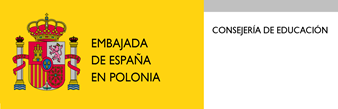 EMBAJADA
DE ESPAÑA
EN POLONIA
CONSEJERÍA DE EDUCACIÓN